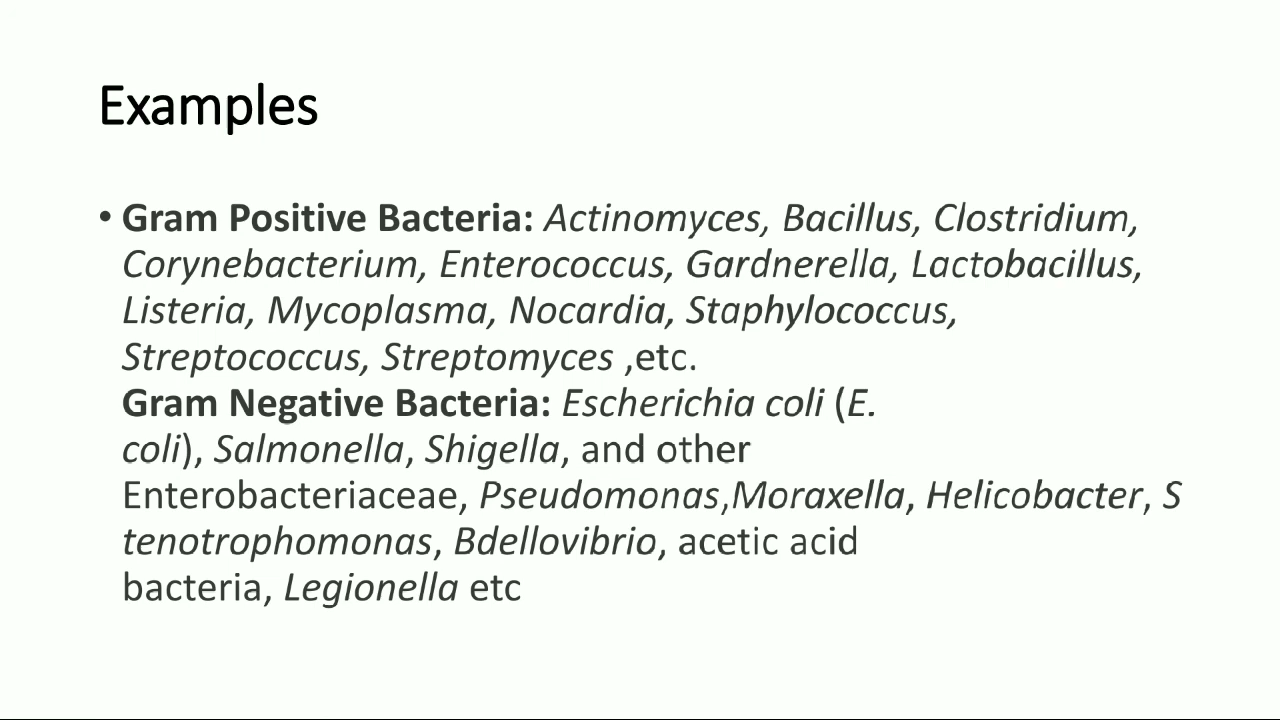 Examples
• Gram Positive Bacteria: Actinomyces, Bacillus, Clostridium,
Corynebacterium, Enterococcus, Gardnerella, Lactobacillus,
Listeria, Mycoplasma, Nocardia, Staphylococcus,
Streptococcus, Streptomyces ,etc.
Gram Negative Bacteria: Escherichia coli (E.
coli), Salmonella, Shigella, and other
Enterobacteriaceae, Pseudomonas,Moraxella, Helicobacter, S
tenotrophomonas, Bdellovibrio, acetic acid
bacteria, Legionella etc